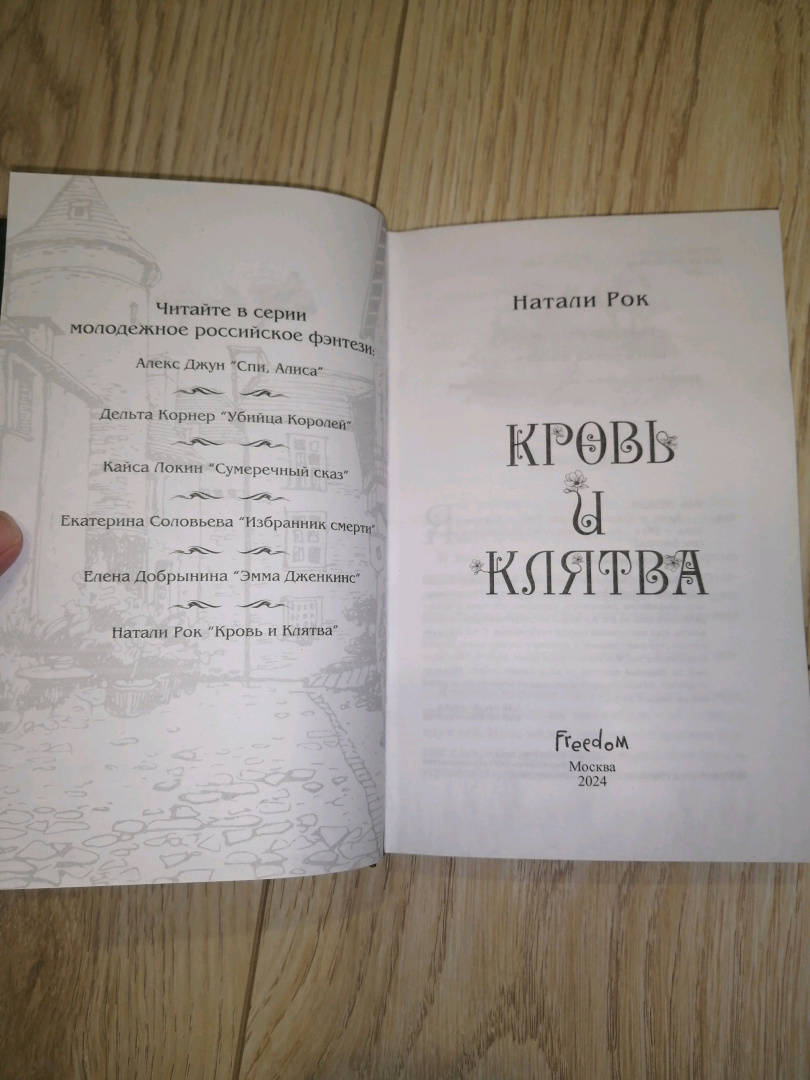 Читайте в серии
молодежное российское фэнтези:
Алекс Джун "Спи, Алиса"
Дельта Корнер "Убийца Королей"
Кайса Локин "Сумеречный сказ"
Екатерина Соловьева "Избранник смерти"
Елена Добрынина "Эмма Дженкинс"
Натали Рок "Кровь и Клятва"
Натали Рок
КРОВЬ
И
КЛЯТВА
Freedom
Москва
2024